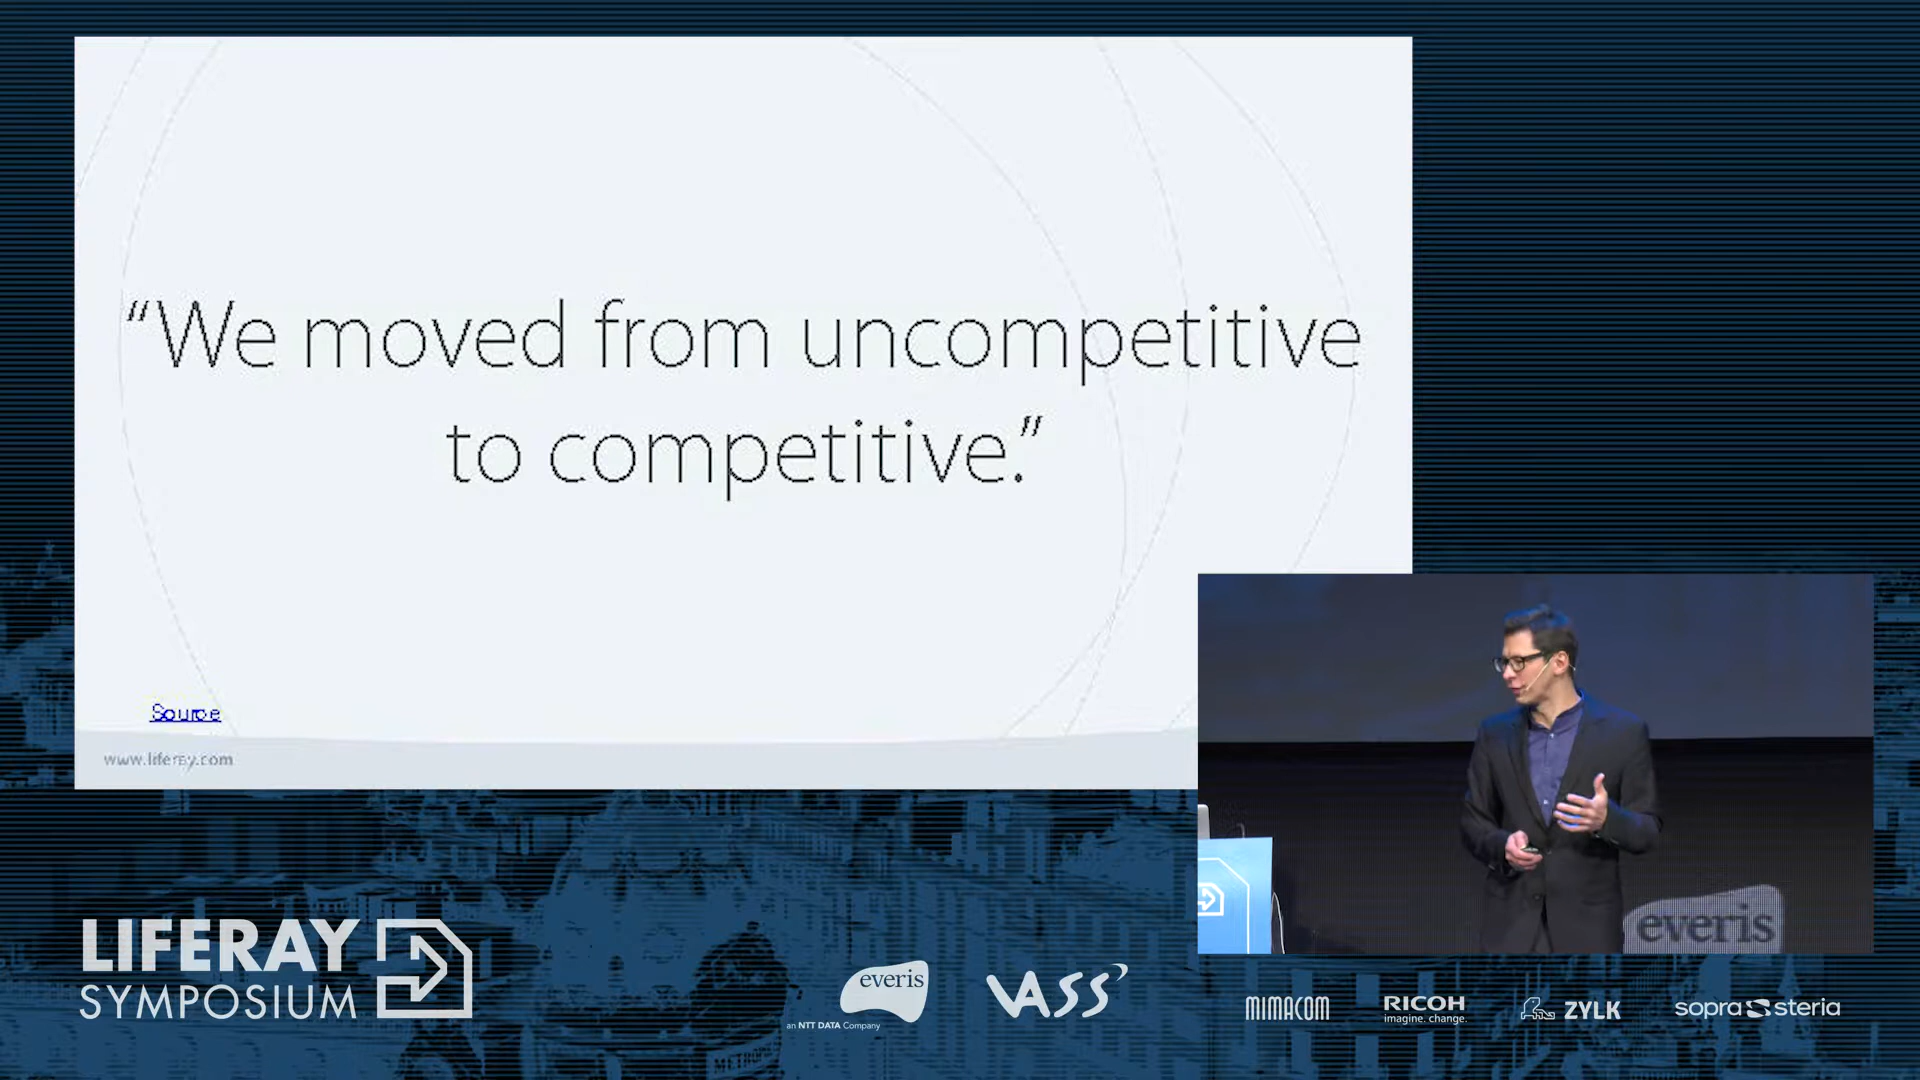 “We moved from uncompetitive
to competitive.”
Source
www.liferay.com
everis
LIFERAY
SYMPOSIUM
everis
an NTT DATA Company
VASS
MIMACOM
RICOH
imagine. change.
ZYLK
sopra steria
METROPOL